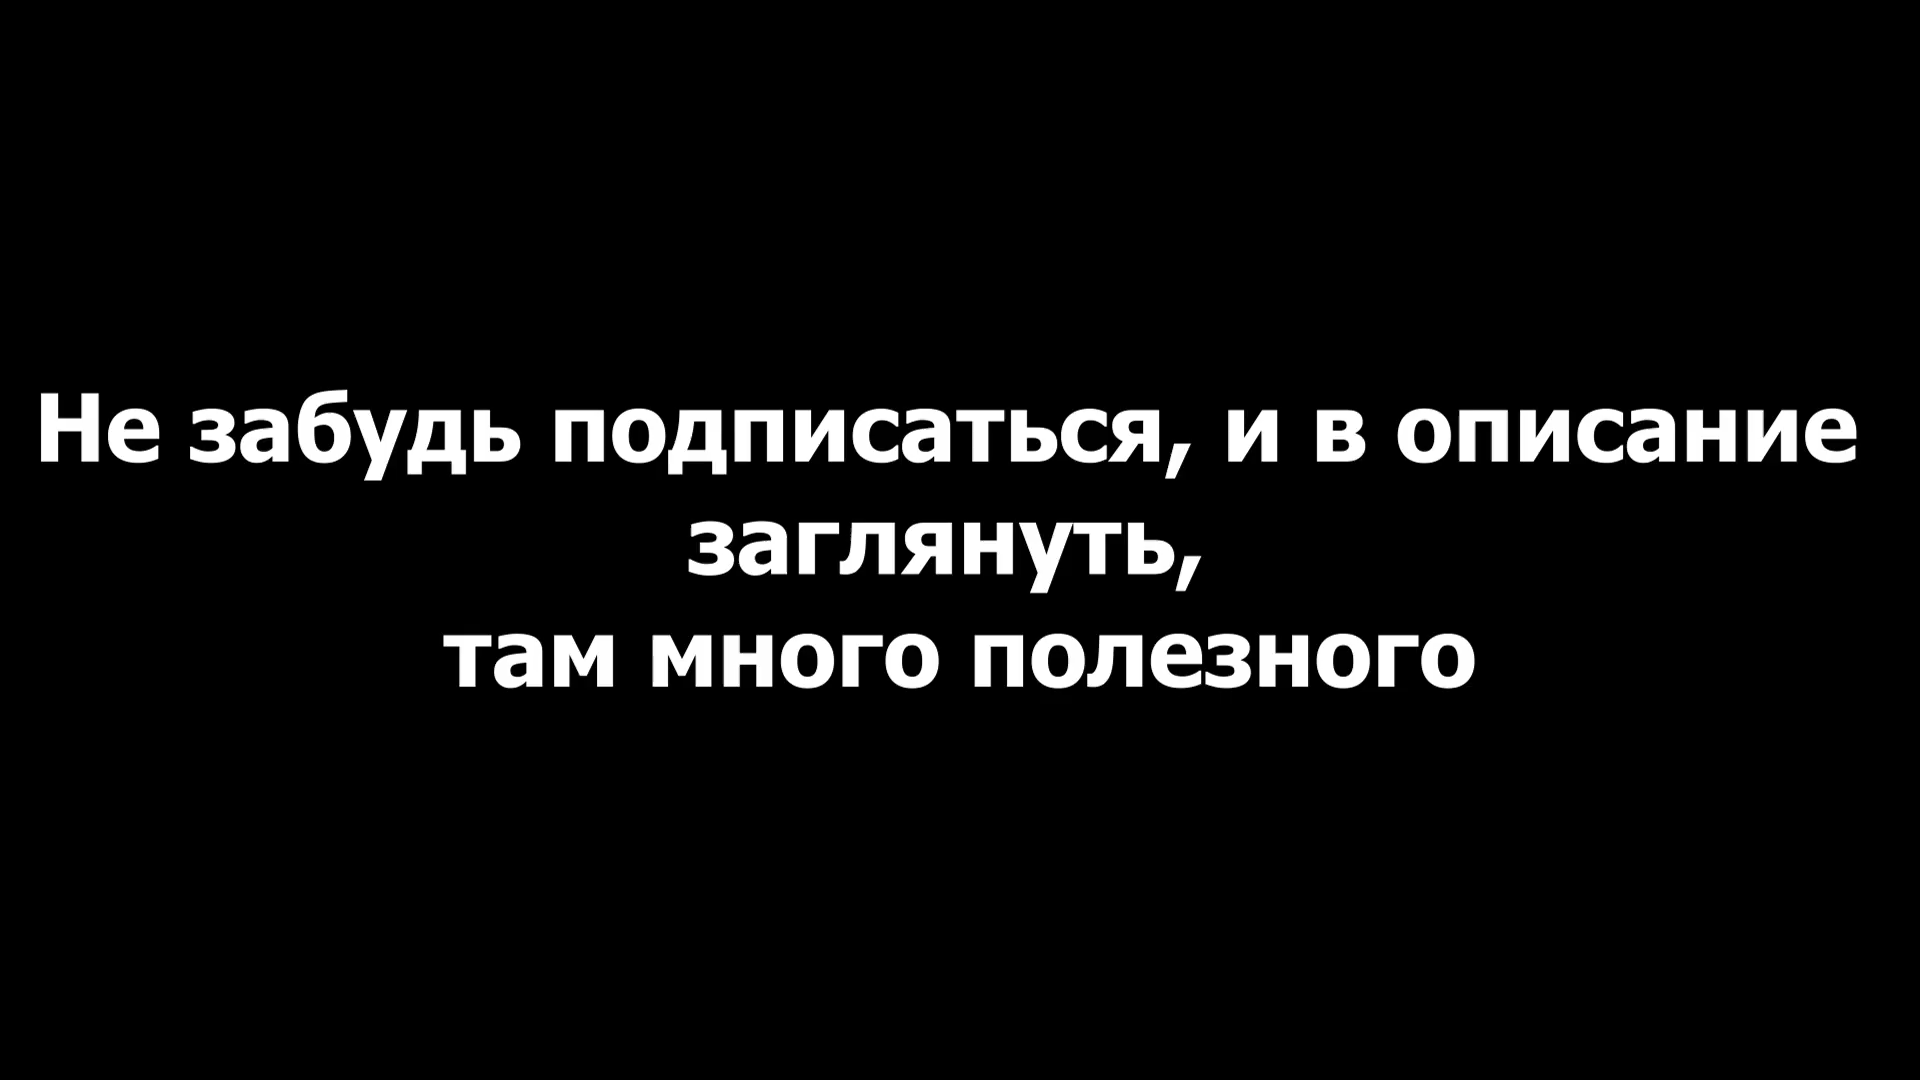 Не забудь подписаться, и в описание
заглянуть,
там много полезного